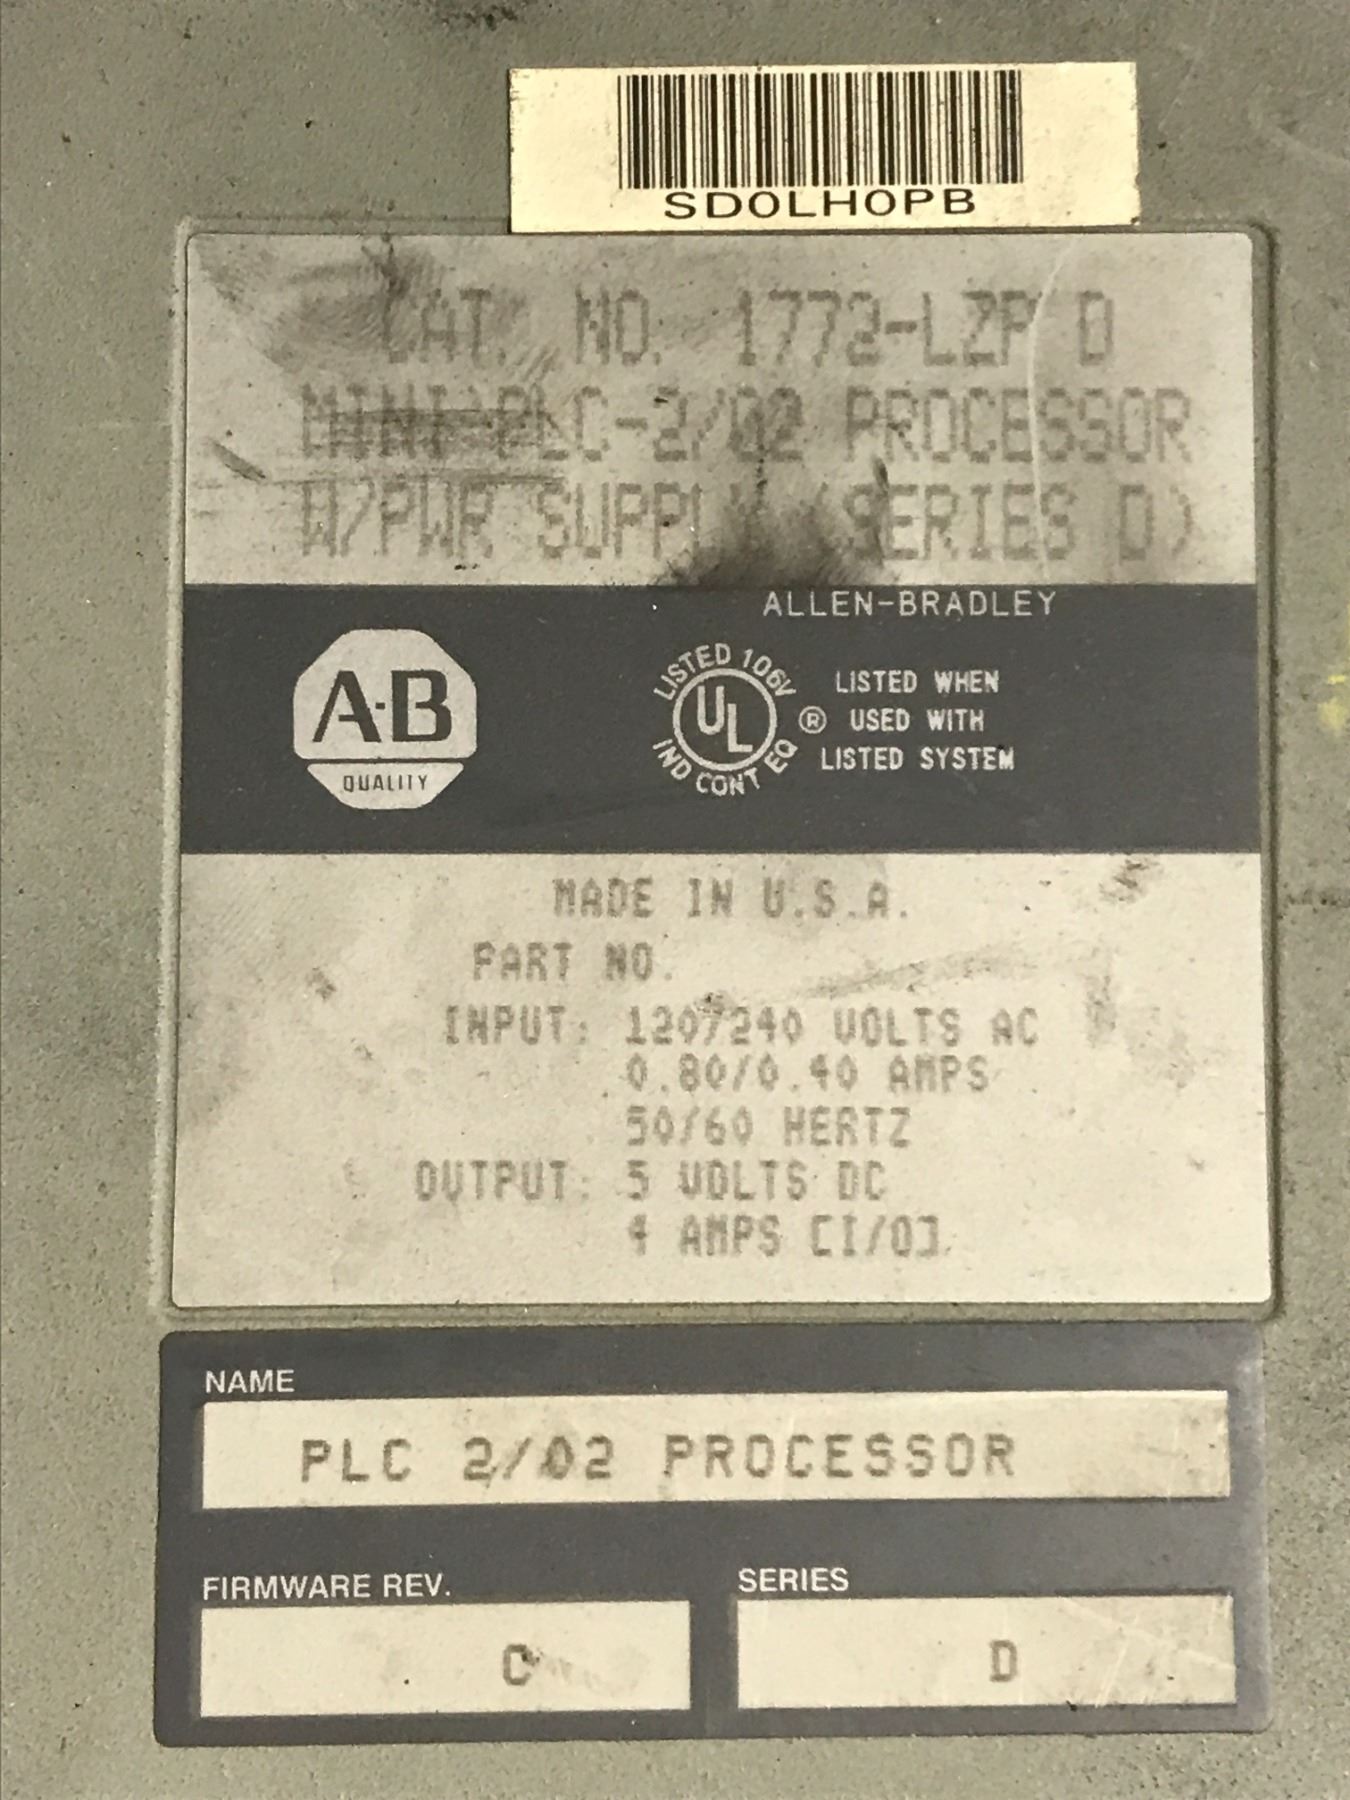 SDOLHOPB
CAT. NO. 1772-LZP D
MINI-PLC-2/02 PROCESSOR
W/PWR SUPPLY (SERIES D)
ALLEN-BRADLEY
A·B
QUALITY
LISTED 106V
UL
IND CONT EQ
®
LISTED WHEN
USED WITH
LISTED SYSTEM
MADE IN U.S.A.
PART NO.
INPUT: 120/240 VOLTS AC
0.80/0.40 AMPS
50/60 HERTZ
OUTPUT: 5 VOLTS DC
4 AMPS [I/O]
NAME
PLC 2/02 PROCESSOR
FIRMWARE REV.
C
SERIES
D